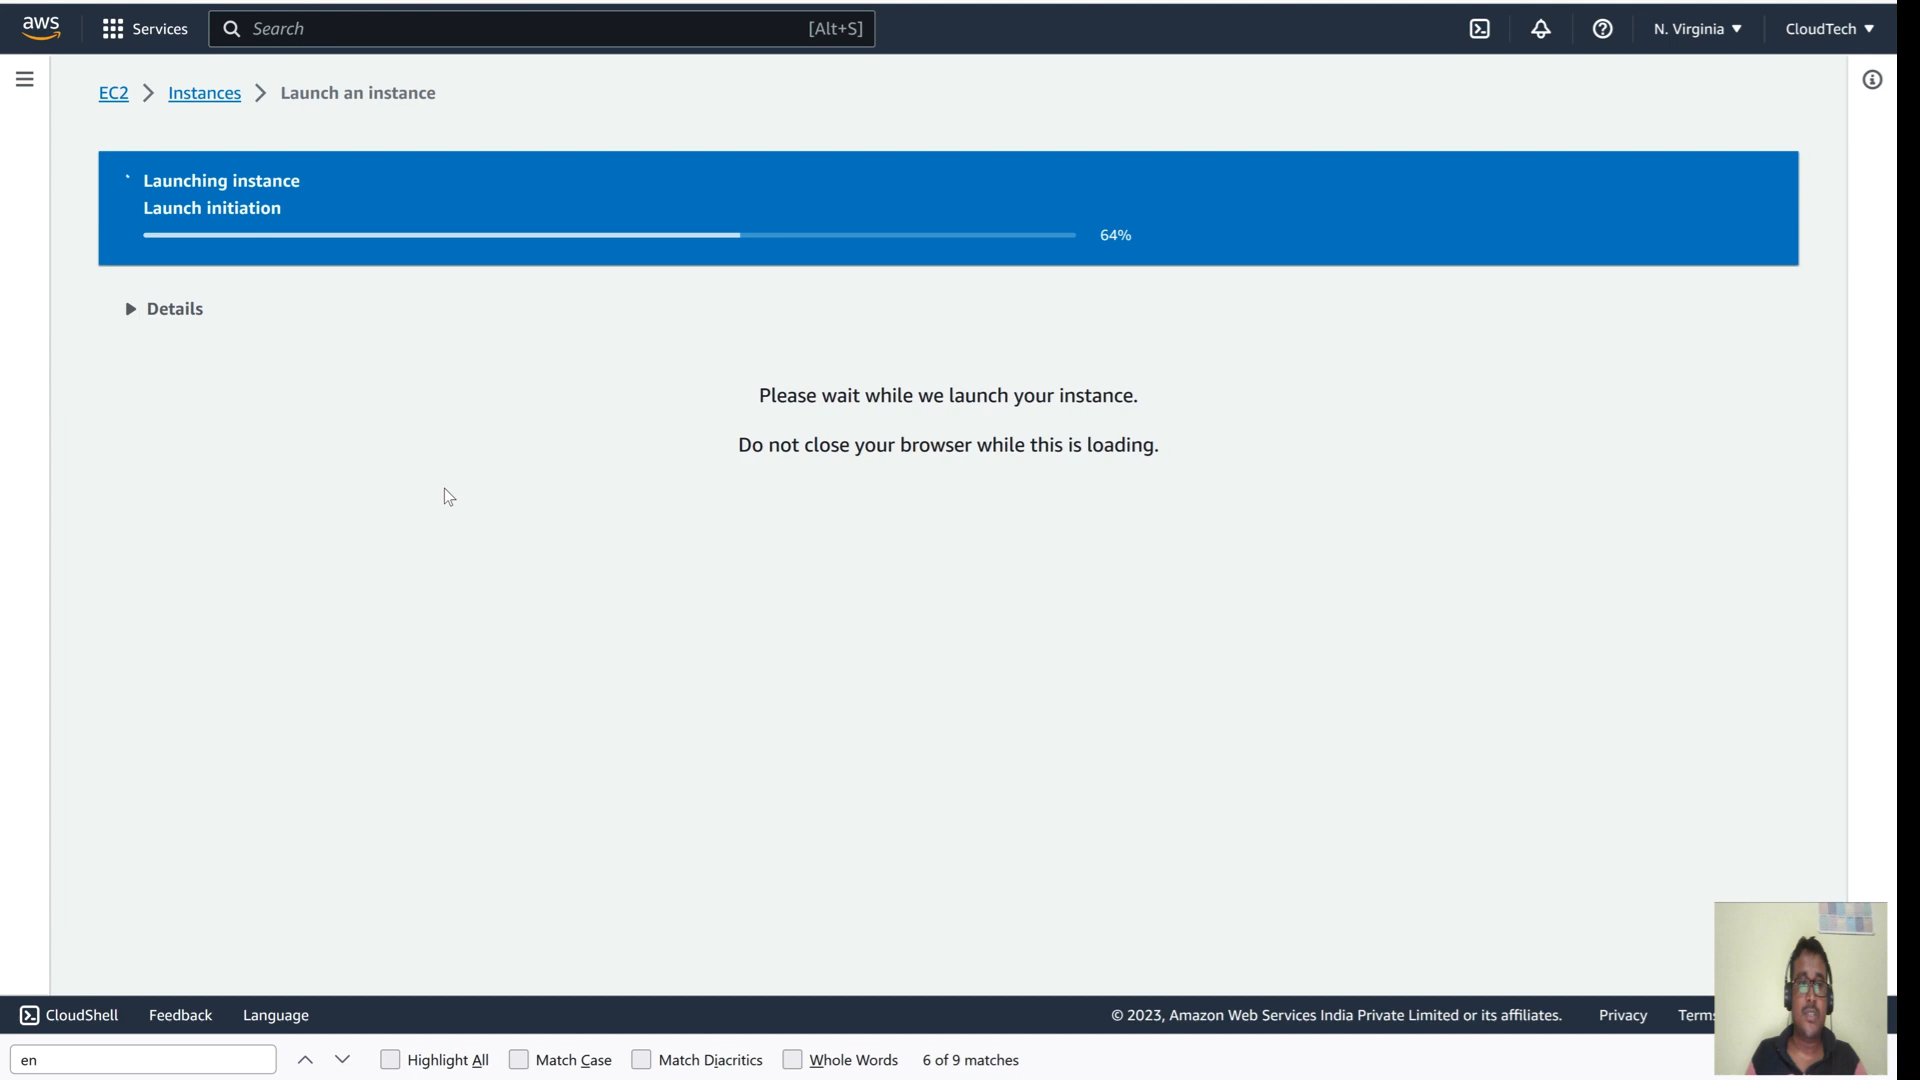 aws
Services
Search
[Alt+S]
N. Virginia
CloudTech
EC2
Instances
Launch an instance
Launching instance
Launch initiation
64%
Details
Please wait while we launch your instance.
Do not close your browser while this is loading.
CloudShell
Feedback
Language
© 2023, Amazon Web Services India Private Limited or its affiliates.
Privacy
Terms
en
Highlight All
Match Case
Match Diacritics
Whole Words
6 of 9 matches